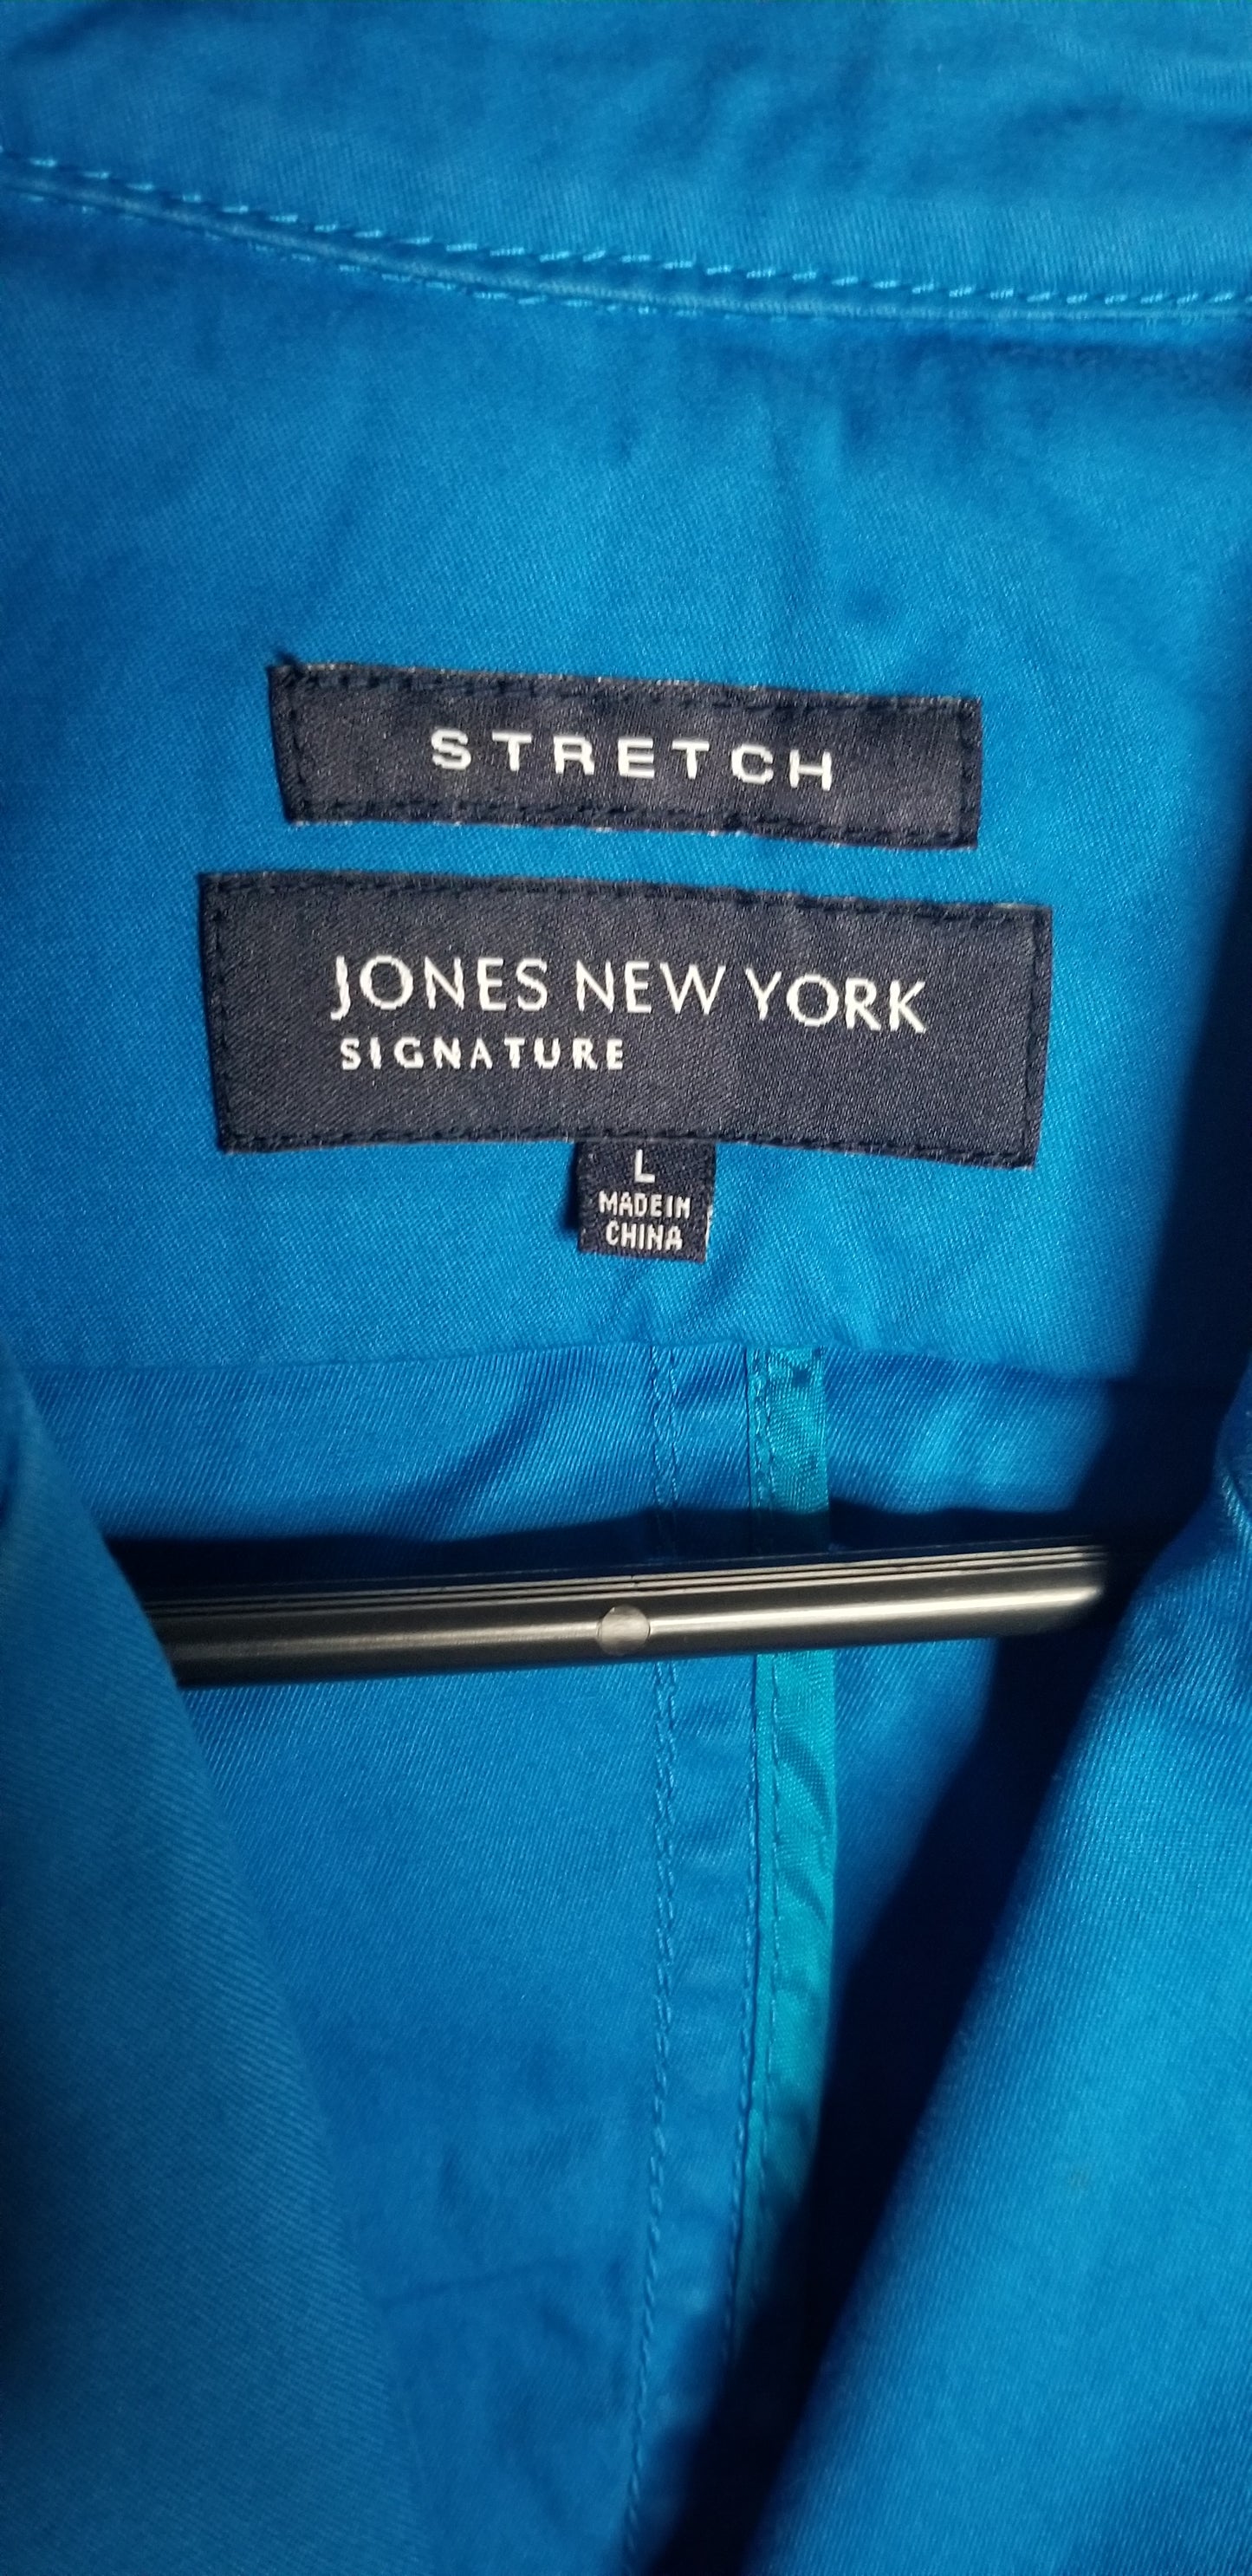 STRETCH
JONES NEW YORK
SIGNATURE
L
MADE IN
CHINA